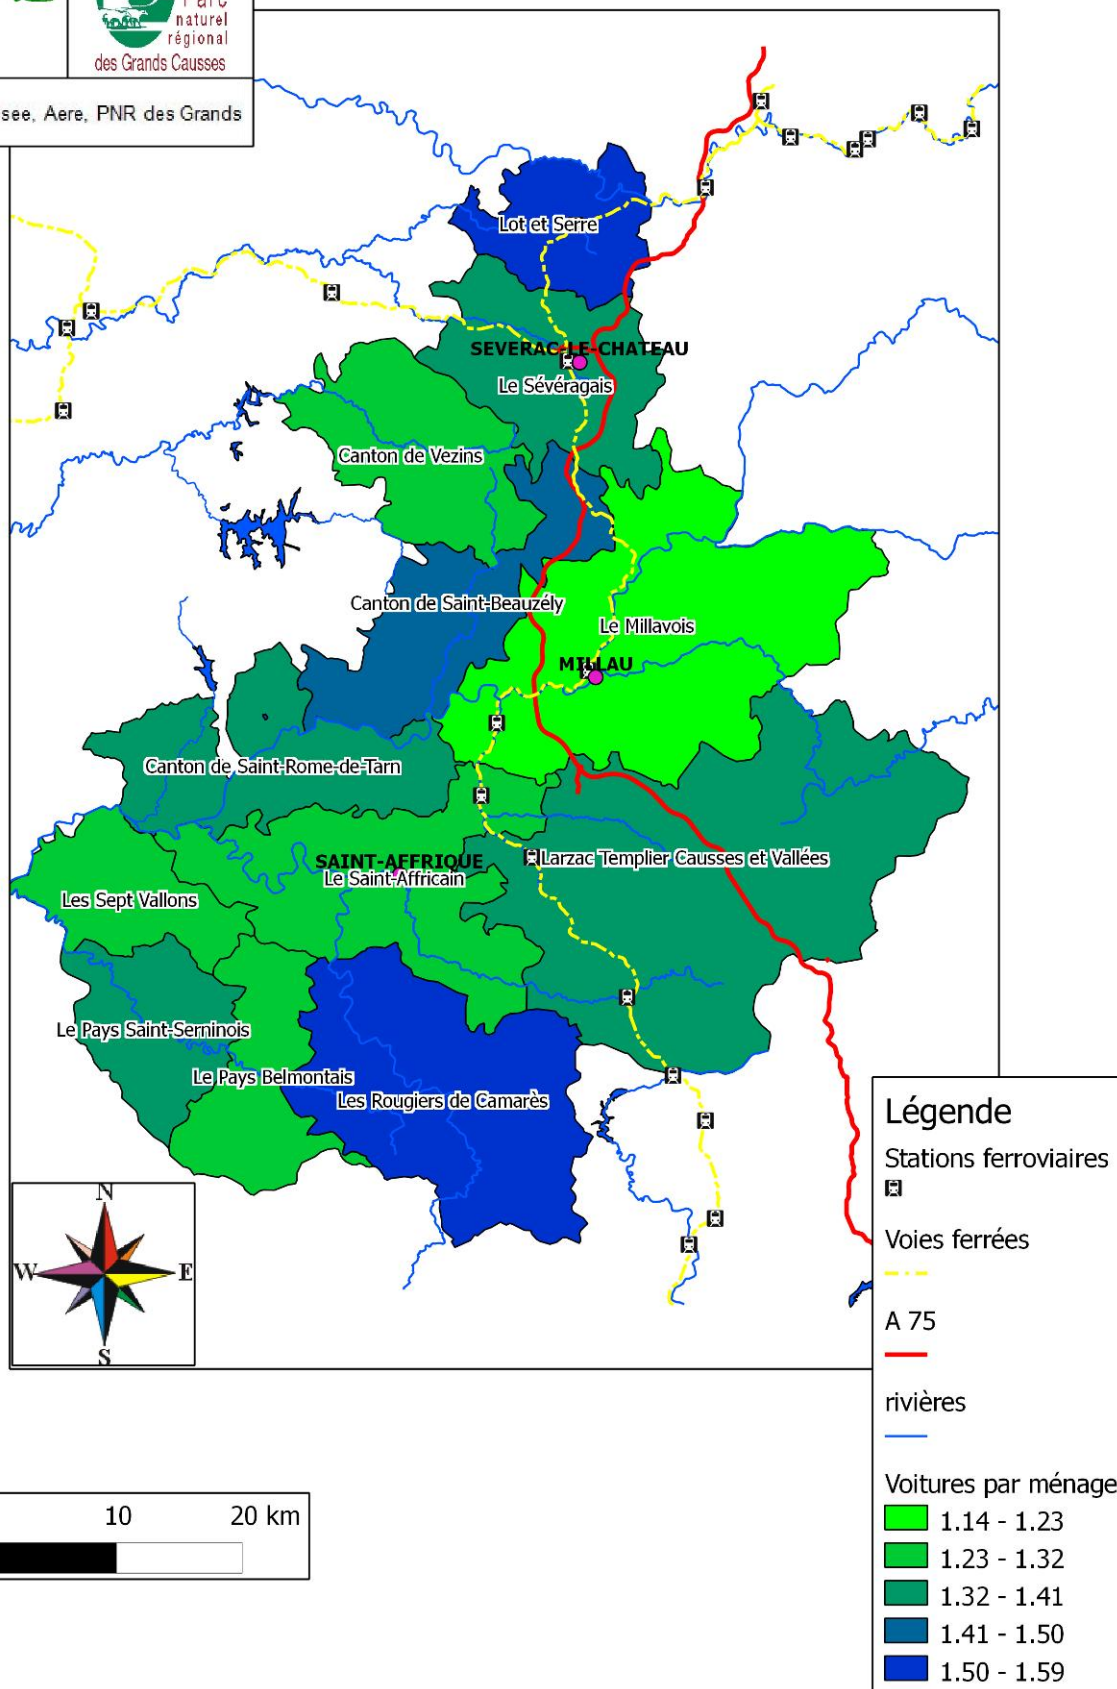 Parc
naturel
régional
des Grands Causses
see, Aere, PNR des Grands
Lot et Serre
SEVERAC-LE-CHATEAU
Le Sévéragais
Canton de Vezins
Canton de Saint-Beauzély
Le Millavois
MILLAU
Canton de Saint-Rome-de-Tarn
Larzac Templier Causses et Vallées
SAINT-AFFRIQUE
Le Saint-Affricain
Les Sept Vallons
Le Pays Saint-Serninois
Le Pays Belmontais
Les Rougiers de Camarès
N
W E
S
Légende
Stations ferroviaires
Voies ferrées
A 75
rivières
Voitures par ménage
1.14 - 1.23
1.23 - 1.32
1.32 - 1.41
1.41 - 1.50
1.50 - 1.59
10 20 km